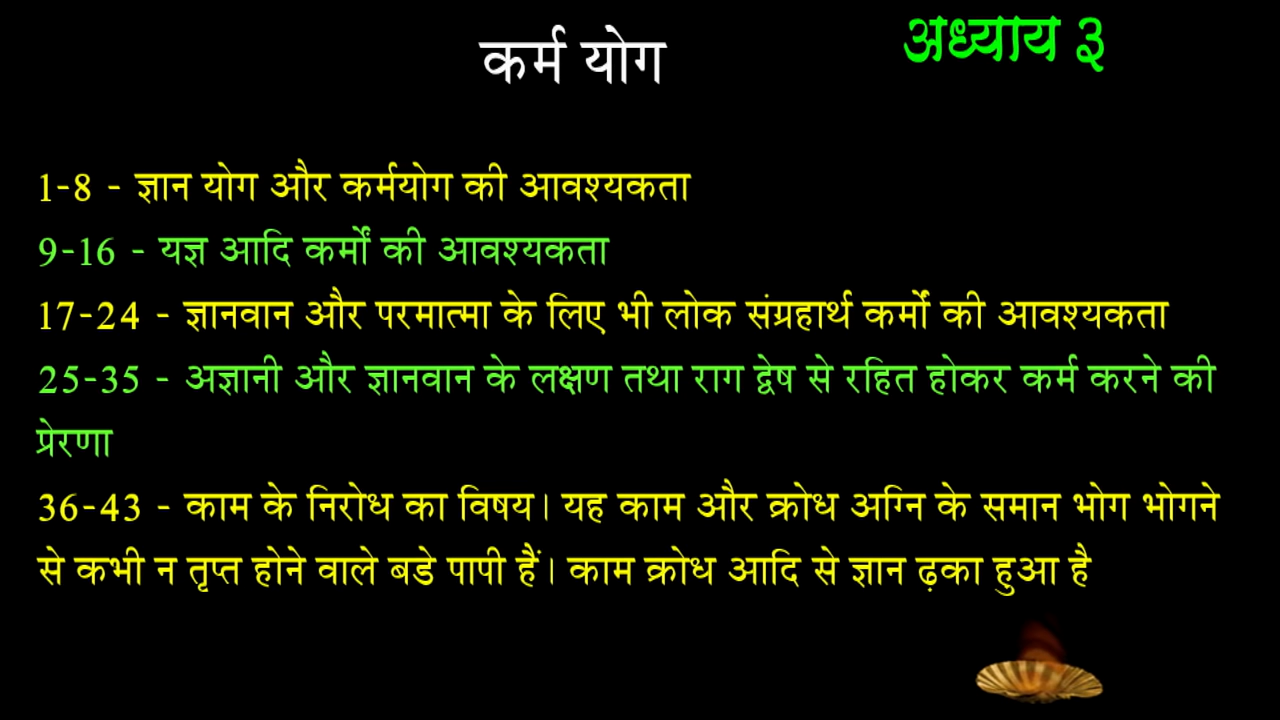 कर्म योग
अध्याय ३
1-8 - ज्ञान योग और कर्मयोग की आवश्यकता
9-16 - यज्ञ आदि कर्मों की आवश्यकता
17-24 - ज्ञानवान और परमात्मा के लिए भी लोक संग्रहार्थ कर्मों की आवश्यकता
25-35 - अज्ञानी और ज्ञानवान के लक्षण तथा राग द्वेष से रहित होकर कर्म करने की
प्रेरणा
36-43 - काम के निरोध का विषय। यह काम और क्रोध अग्नि के समान भोग भोगने
से कभी न तृप्त होने वाले बडे पापी हैं। काम क्रोध आदि से ज्ञान ढ़का हुआ है